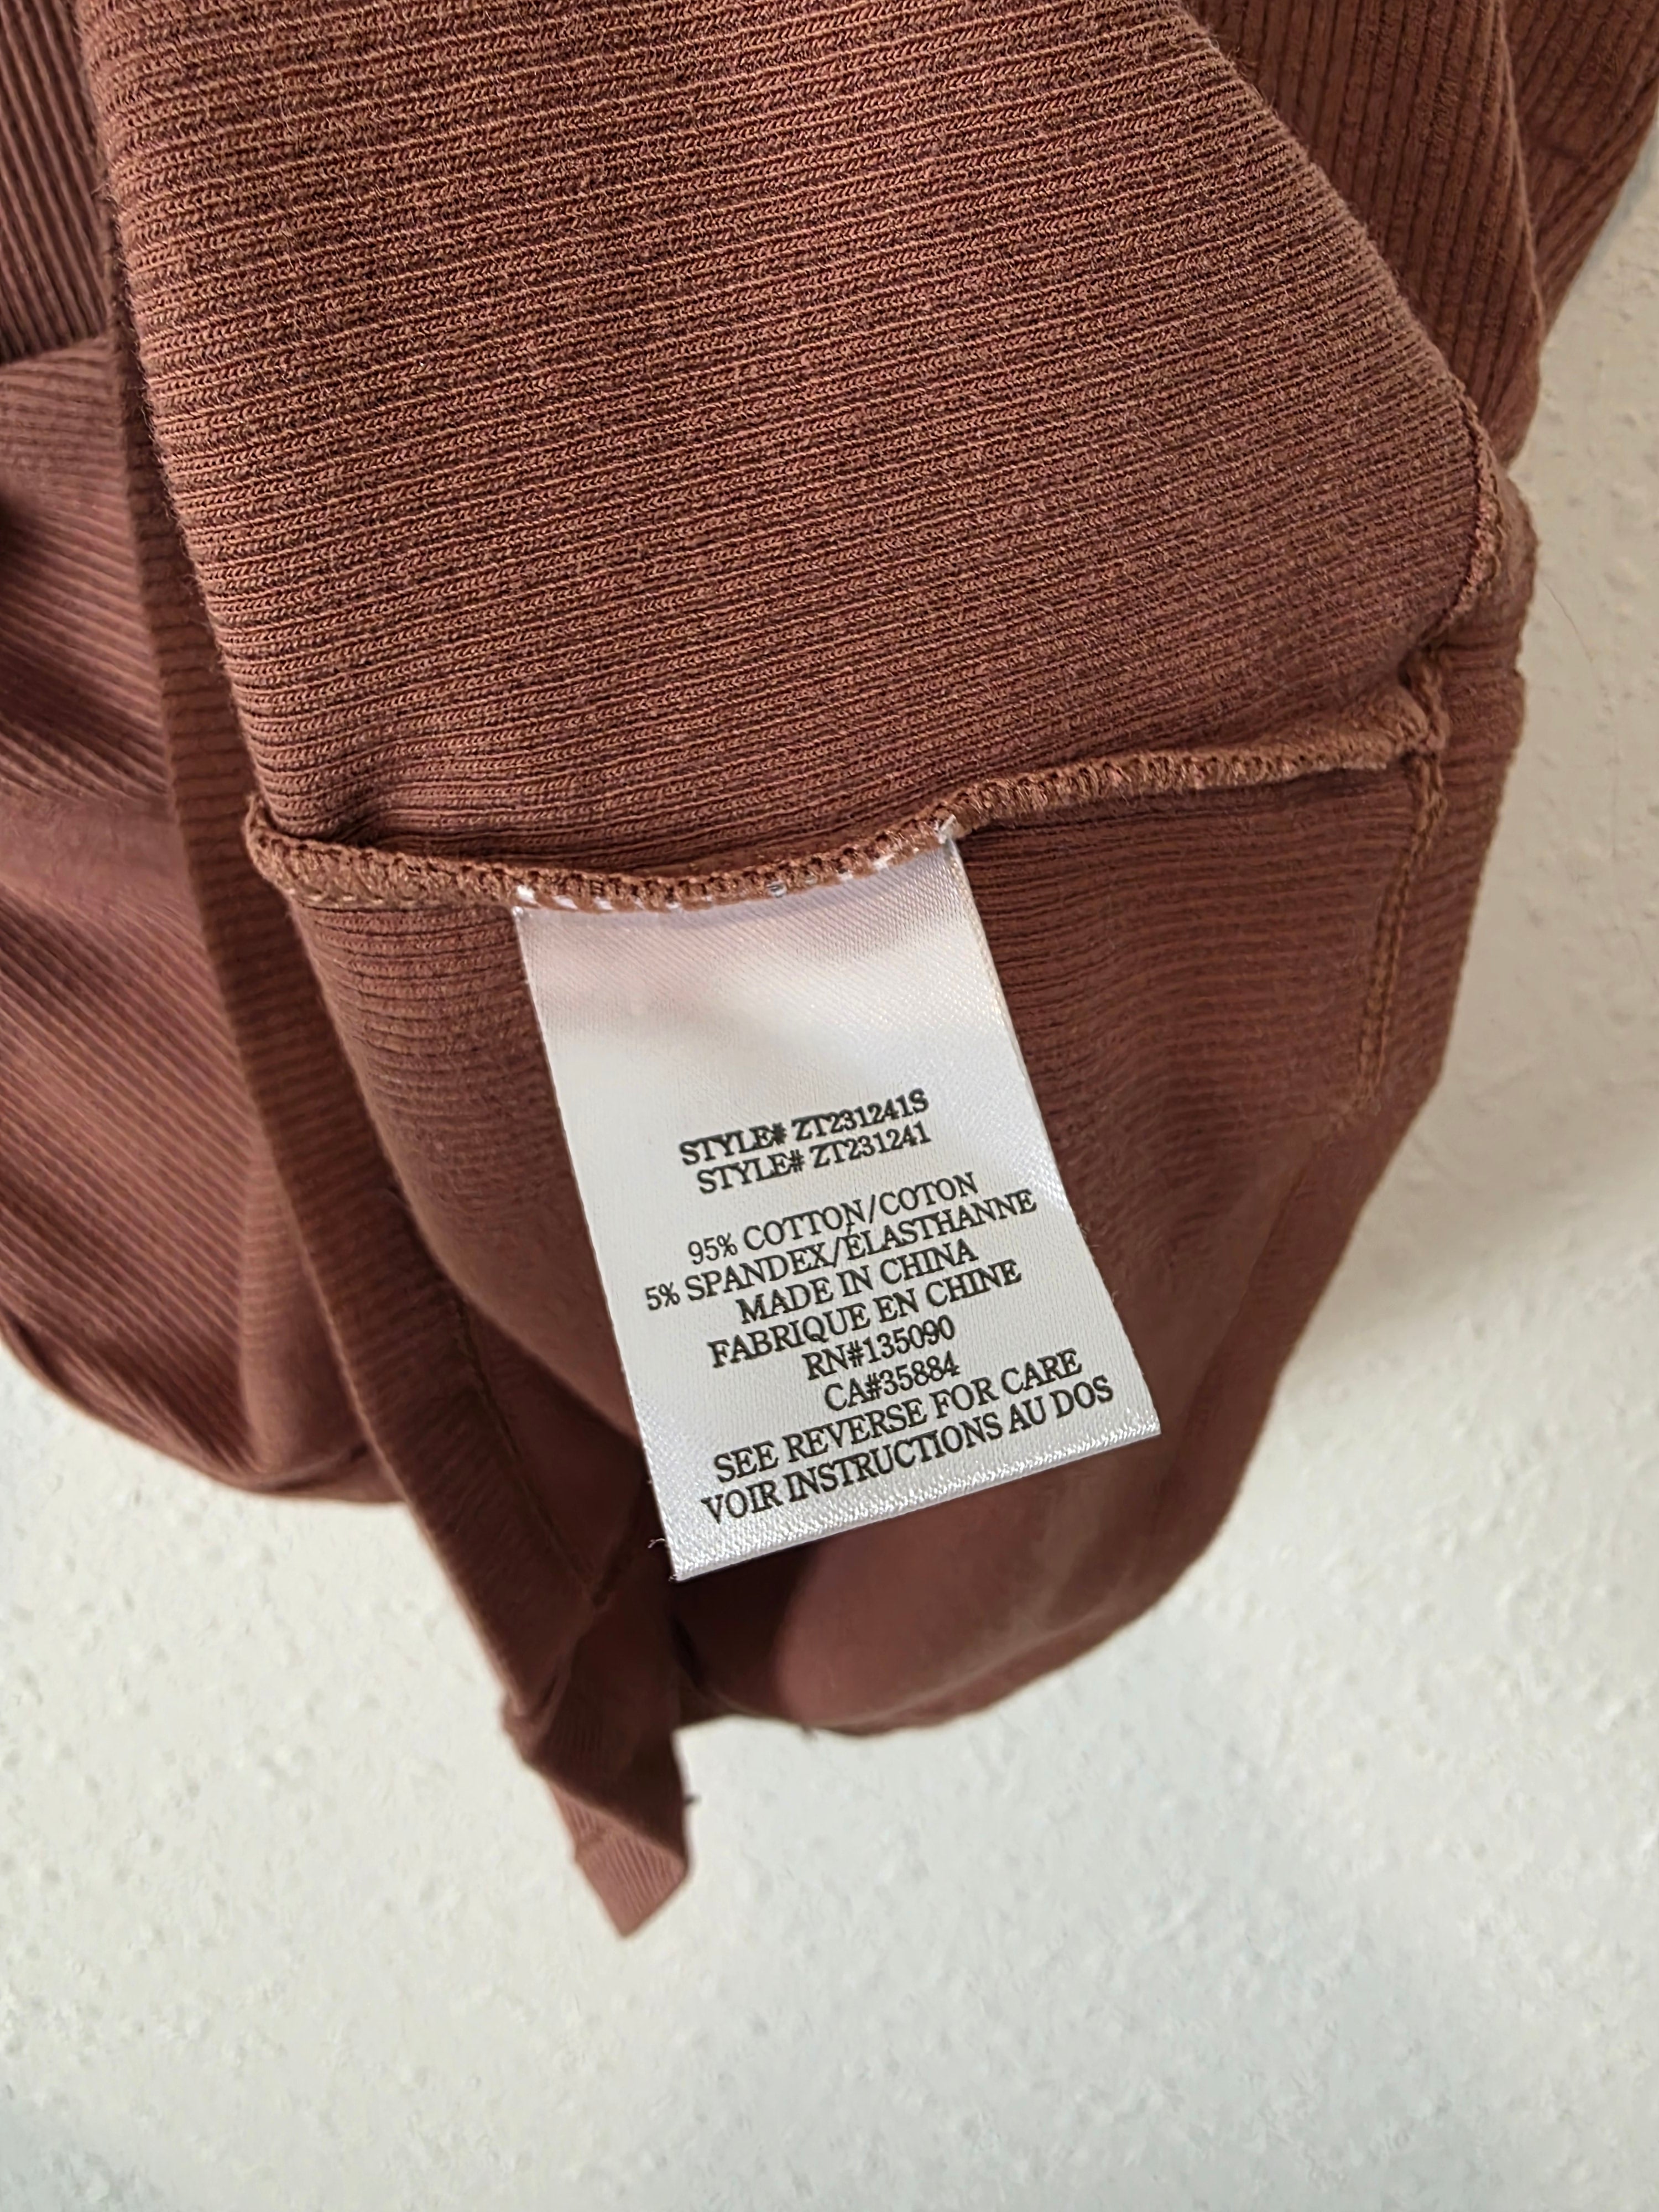 STYLE# ZT231241S
STYLE# ZT231241
95% COTTON/COTON
5% SPANDEX/ÉLASTHANNE
MADE IN CHINA
FABRIQUE EN CHINE
RN#135090
CA#35884
SEE REVERSE FOR CARE
VOIR INSTRUCTIONS AU DOS